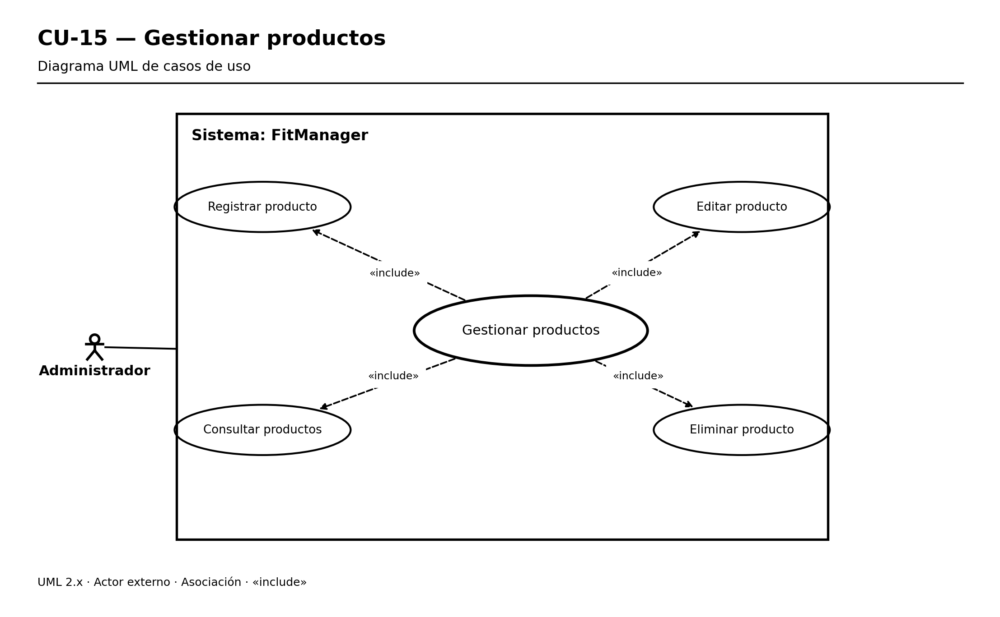 CU-15 — Gestionar productos
Diagrama UML de casos de uso
Sistema: FitManager
Registrar producto
Editar producto
«include»
«include»
Gestionar productos
Administrador
«include»
«include»
Consultar productos
Eliminar producto
UML 2.x · Actor externo · Asociación · «include»